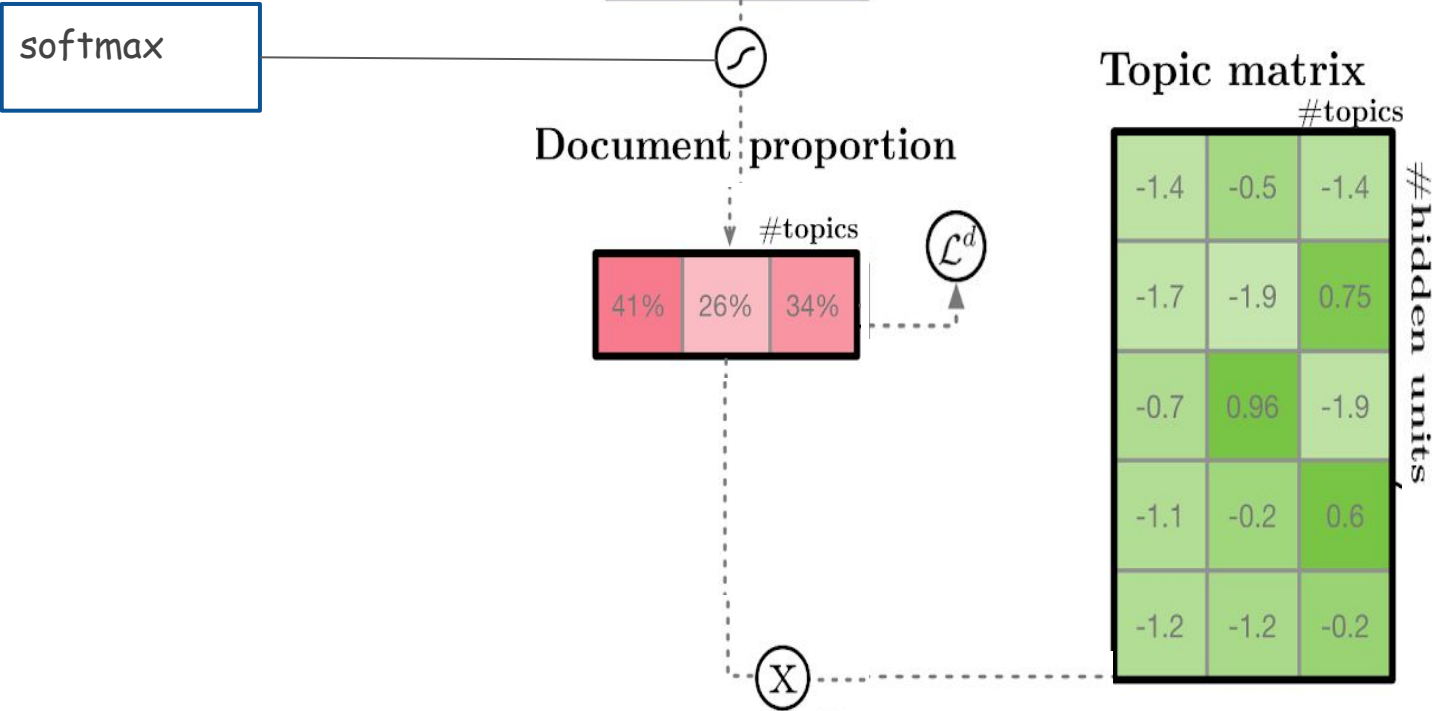 softmax
Topic matrix
#topics
Document proportion
#topics
ℒᵈ
41% 26% 34%
-1.4 -0.5 -1.4
-1.7 -1.9 0.75
-0.7 0.96 -1.9
-1.1 -0.2 0.6
-1.2 -1.2 -0.2
#hidden units
X